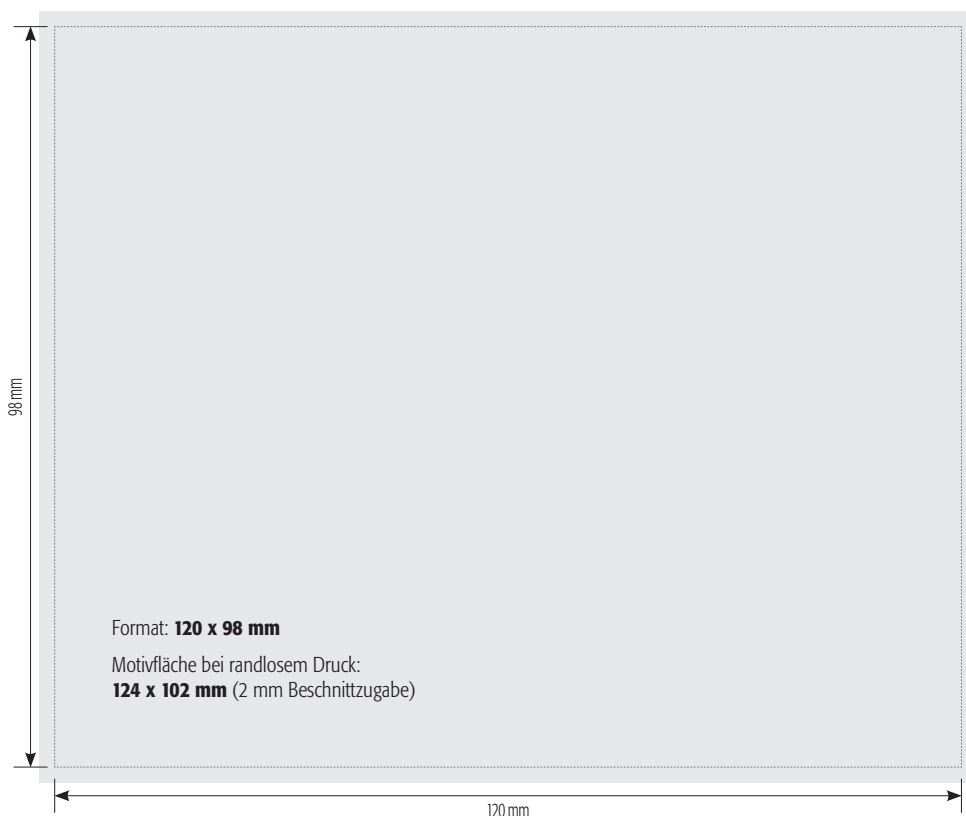 98 mm
Format: 120 x 98 mm
Motivfläche bei randlosem Druck:
124 x 102 mm (2 mm Beschnittzugabe)
120 mm